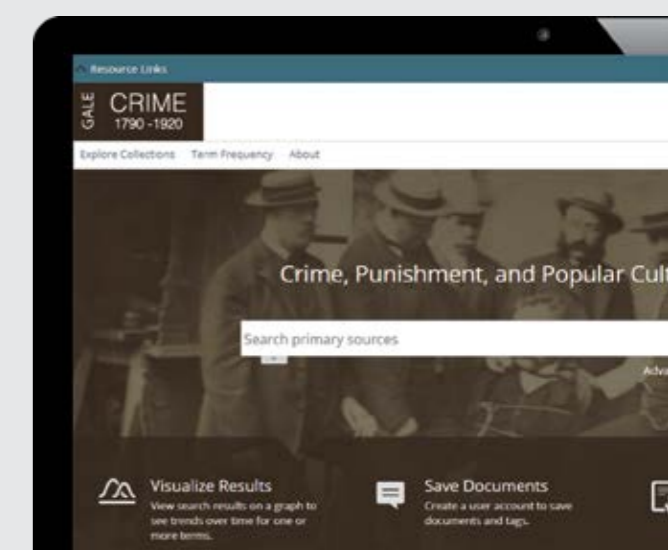 Resource Links
GALE
CRIME
1790 -1920
Explore Collections Term Frequency About
Crime, Punishment, and Popular Cult
Search primary sources
Adva
Visualize Results
View search results on a graph to
see trends over time for one or
more terms.
Save Documents
Create a user account to save
documents and tags.